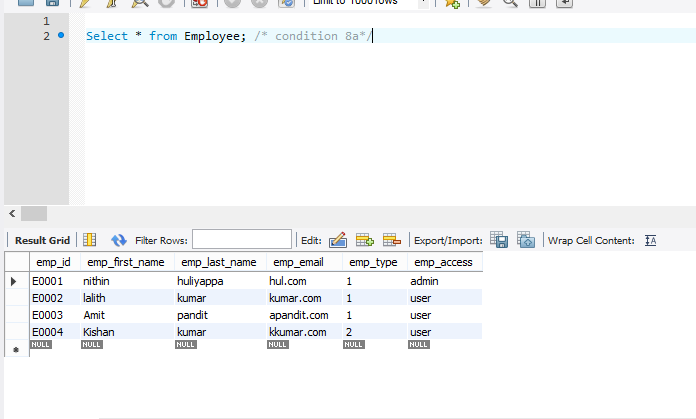 Limit to 1000 rows
1
2 Select * from Employee; /* condition 8a*/
Result Grid Filter Rows: Edit: Export/Import: Wrap Cell Content: IA
emp_id emp_first_name emp_last_name emp_email emp_type emp_access
E0001 nithin huliyappa hul.com 1 admin
E0002 lalith kumar kumar.com 1 user
E0003 Amit pandit apandit.com 1 user
E0004 Kishan kumar kkumar.com 2 user
NULL NULL NULL NULL NULL NULL